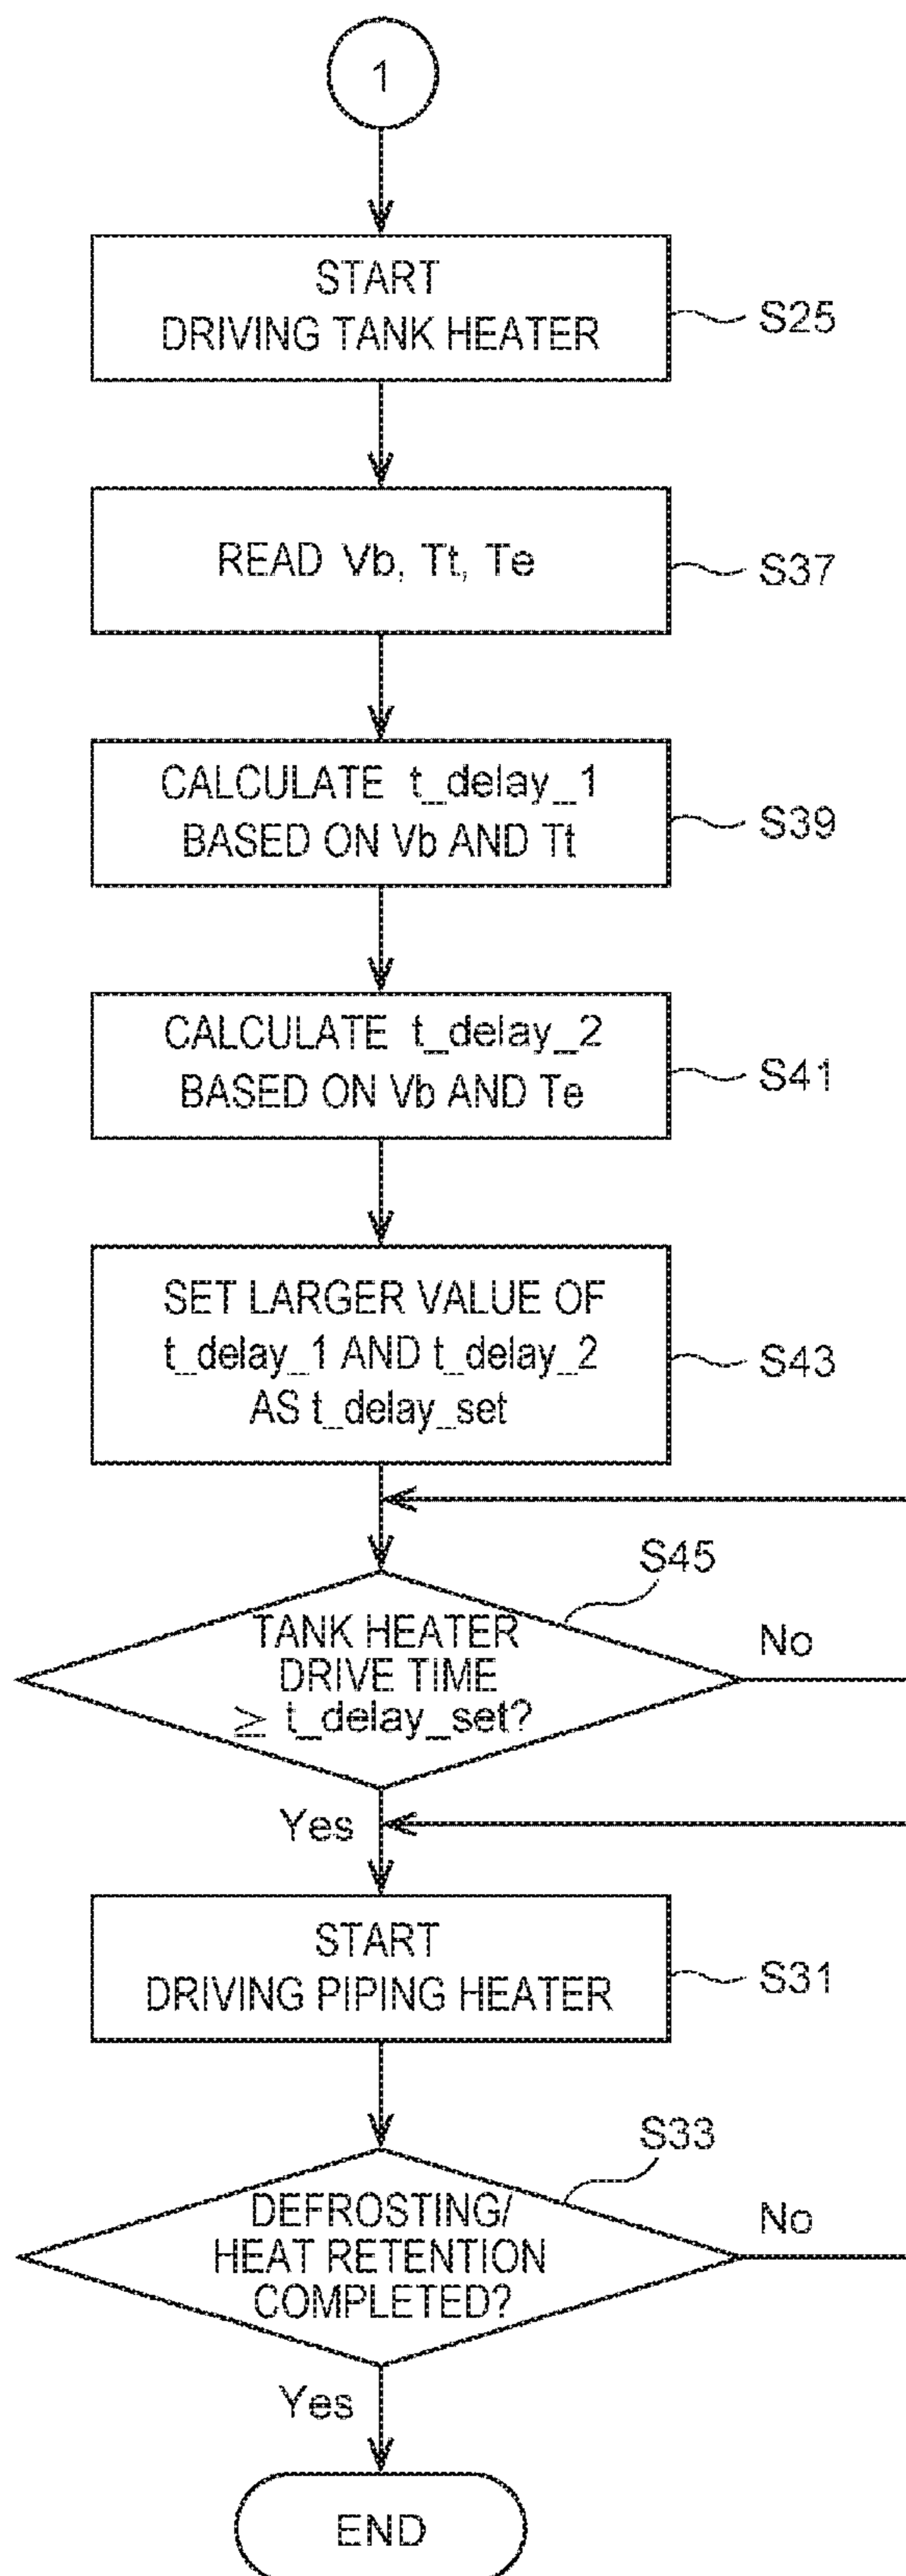 1
START
DRIVING TANK HEATER
S25
READ Vb, Tt, Te
S37
CALCULATE t_delay_1
BASED ON Vb AND Tt
S39
CALCULATE t_delay_2
BASED ON Vb AND Te
S41
SET LARGER VALUE OF
t_delay_1 AND t_delay_2
AS t_delay_set
S43
S45
TANK HEATER
DRIVE TIME
≥ t_delay_set?
No
Yes
START
DRIVING PIPING HEATER
S31
S33
DEFROSTING/
HEAT RETENTION
COMPLETED?
No
Yes
END